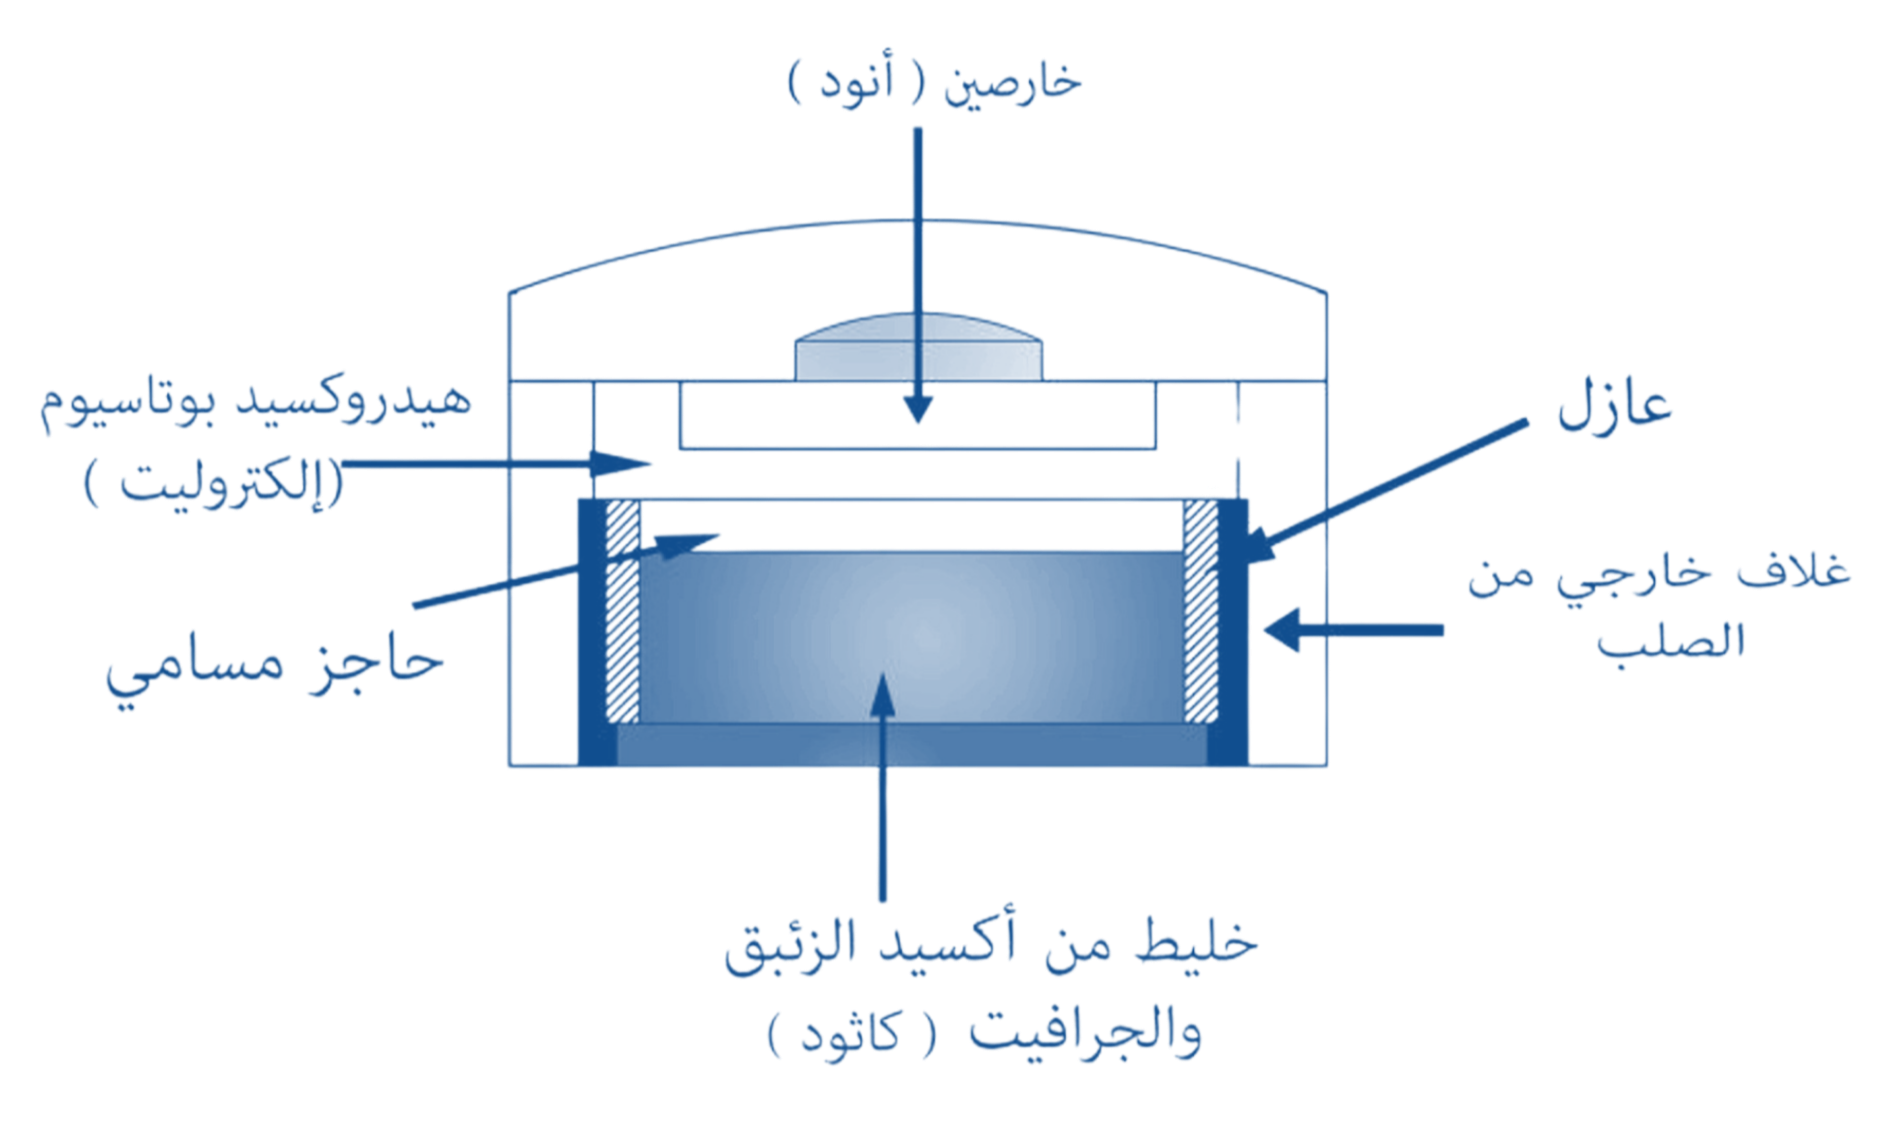 خارصين ( أنود )
هيدروكسيد بوتاسيوم
(إلكتروليت )
عازل
غلاف خارجي من
الصلب
حاجز مسامي
خليط من أكسيد الزئبق
والجرافيت ( كاثود )